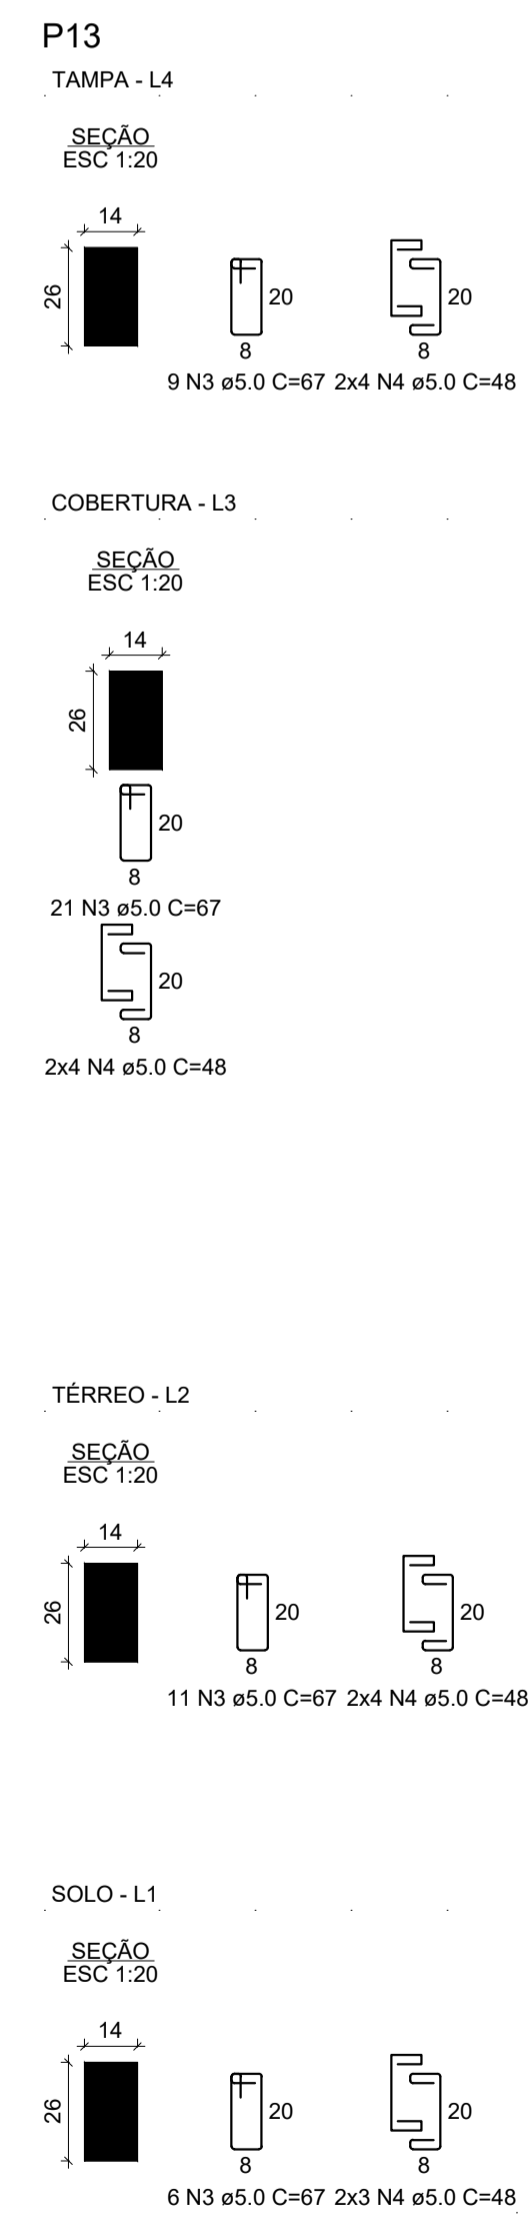 P13
TAMPA - L4
SEÇÃO
ESC 1:20
14
26
20
20
8
8
9 N3 ø5.0 C=67 2x4 N4 ø5.0 C=48
COBERTURA - L3
SEÇÃO
ESC 1:20
14
26
20
8
21 N3 ø5.0 C=67
20
8
2x4 N4 ø5.0 C=48
TÉRREO - L2
SEÇÃO
ESC 1:20
14
26
20
20
8
8
11 N3 ø5.0 C=67 2x4 N4 ø5.0 C=48
SOLO - L1
SEÇÃO
ESC 1:20
14
26
20
20
8
8
6 N3 ø5.0 C=67 2x3 N4 ø5.0 C=48